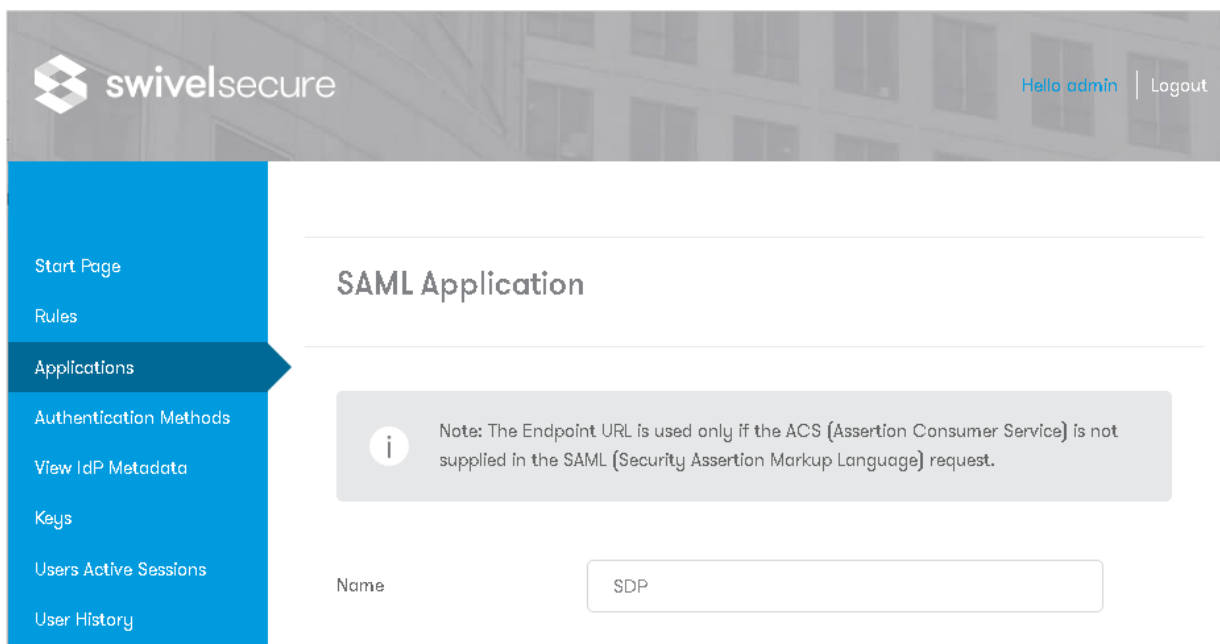 swivelsecure
Hello admin
Logout
Start Page
Rules
Applications
Authentication Methods
View IdP Metadata
Keys
Users Active Sessions
User History
SAML Application
i
Note: The Endpoint URL is used only if the ACS (Assertion Consumer Service) is not
supplied in the SAML (Security Assertion Markup Language) request.
Name
SDP